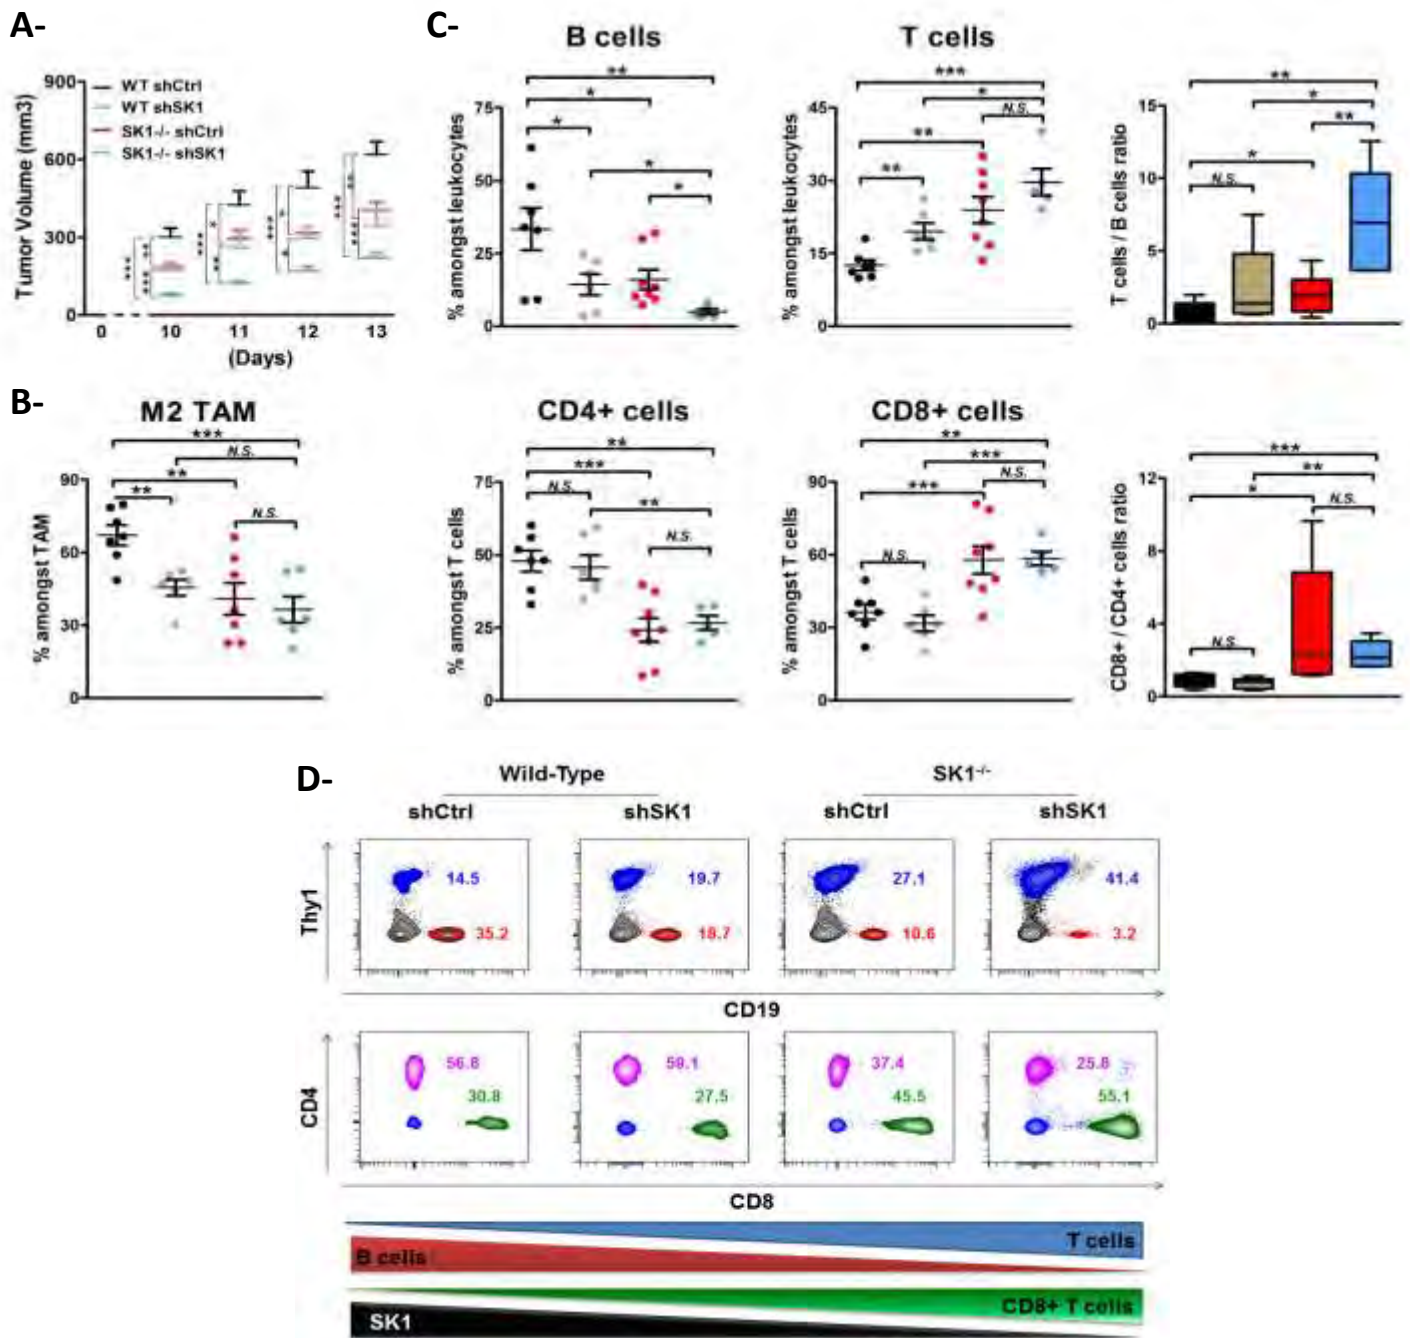 A-
Tumor Volume (mm3)
900
600
300
0
WT shCtrl
WT shSK1
SK1-/- shCtrl
SK1-/- shSK1
***
**
***
*
***
**
***
*
*
***
**
***
0
10
11
12
13
(Days)
B-
M2 TAM
% amongst TAM
90
60
30
0
***
N.S.
**
**
N.S.
C-
B cells
% amongst leukocytes
75
50
25
0
**
*
*
*
*
T cells
% amongst leukocytes
45
30
15
0
***
*
N.S.
**
**
T cells / B cells ratio
15
10
5
0
**
*
**
*
N.S.
CD4+ cells
% amongst T cells
75
50
25
0
**
***
N.S.
**
N.S.
CD8+ cells
% amongst T cells
90
60
30
0
**
***
N.S.
***
N.S.
CD8+ / CD4+ cells ratio
12
8
4
0
***
**
*
N.S.
N.S.
D-
Wild-Type
SK1-/-
shCtrl
shSK1
shCtrl
shSK1
Thy1
14.5
35.2
19.7
18.7
27.1
10.6
41.4
3.2
CD19
CD4
56.8
30.8
59.1
27.5
37.4
45.5
25.8
55.1
CD8
T cells
B cells
CD8+ T cells
SK1